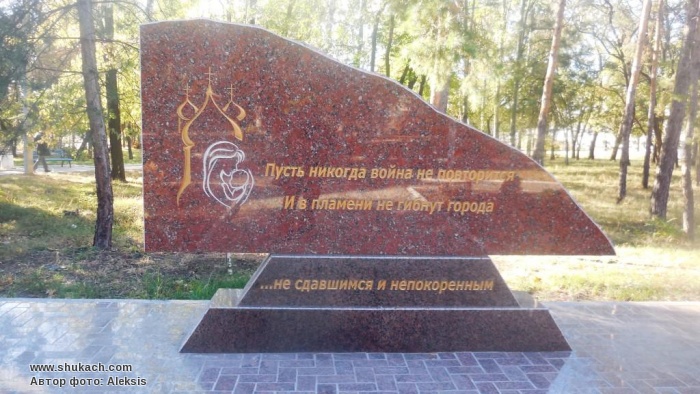 Пусть никогда война не повторится
И в пламени не гибнут города
...не сдавшимся и непокоренным
www.shukach.com
Автор фото: Aleksis